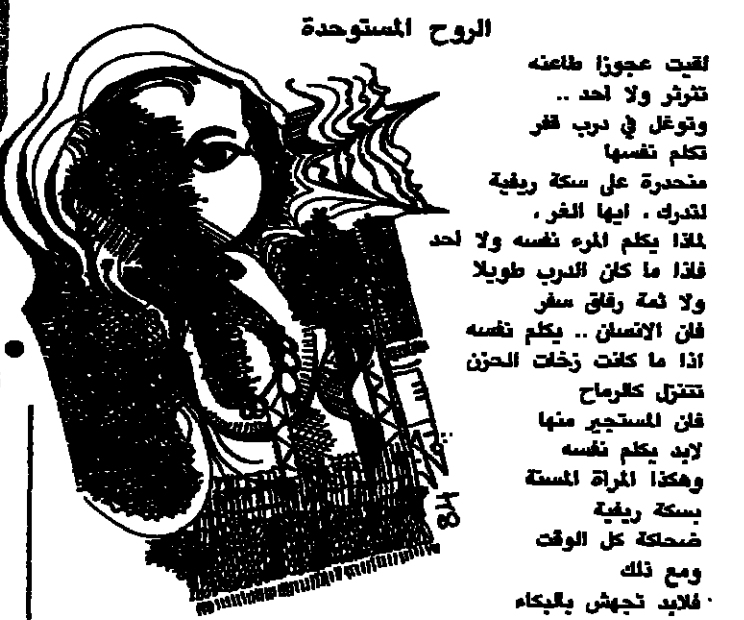 الروح المستوحدة
لقيت عجوزا طاعنه
تثرثر ولا احد ..
وتوغل في درب قفر
تكلم نفسها
منحدرة على سكة ريفية
لتدرك ، ايها الغر ،
لماذا يكلم المرء نفسه ولا احد
فاذا ما كان الدرب طويلا
ولا ثمة رفاق سفر
فان الانسان .. يكلم نفسه
اذا ما كانت زخات الحزن
تتنزل كالرماح
فان المستجير منها
لابد يكلم نفسه
وهكذا المراة المسنة
بسكة ريفية
ضحاكة كل الوقت
ومع ذلك
فلابد تجهش بالبكاء
84